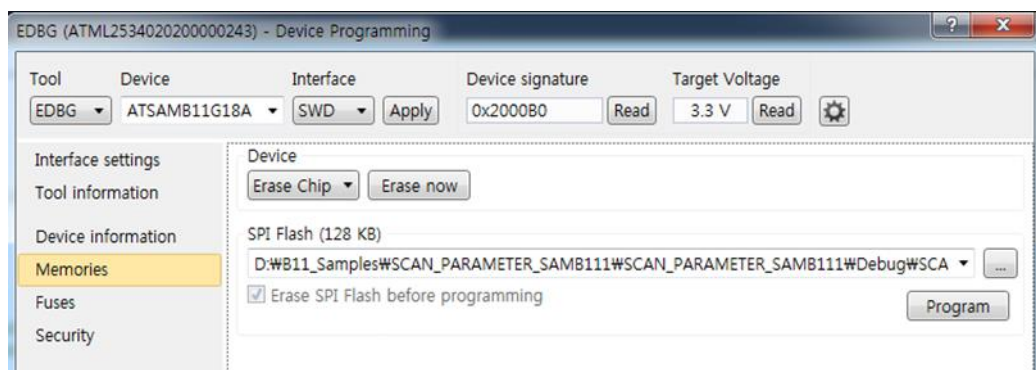 EDBG (ATML2534020200000243) - Device Programming
Tool Device Interface Device signature Target Voltage
EDBG ATSAMB11G18A SWD Apply 0x2000B0 Read 3.3 V Read
Interface settings
Tool information
Device information
Memories
Fuses
Security
Device
Erase Chip Erase now
SPI Flash (128 KB)
D:₩B11_Samples₩SCAN_PARAMETER_SAMB111₩SCAN_PARAMETER_SAMB111₩Debug₩SCA ...
Erase SPI Flash before programming
Program